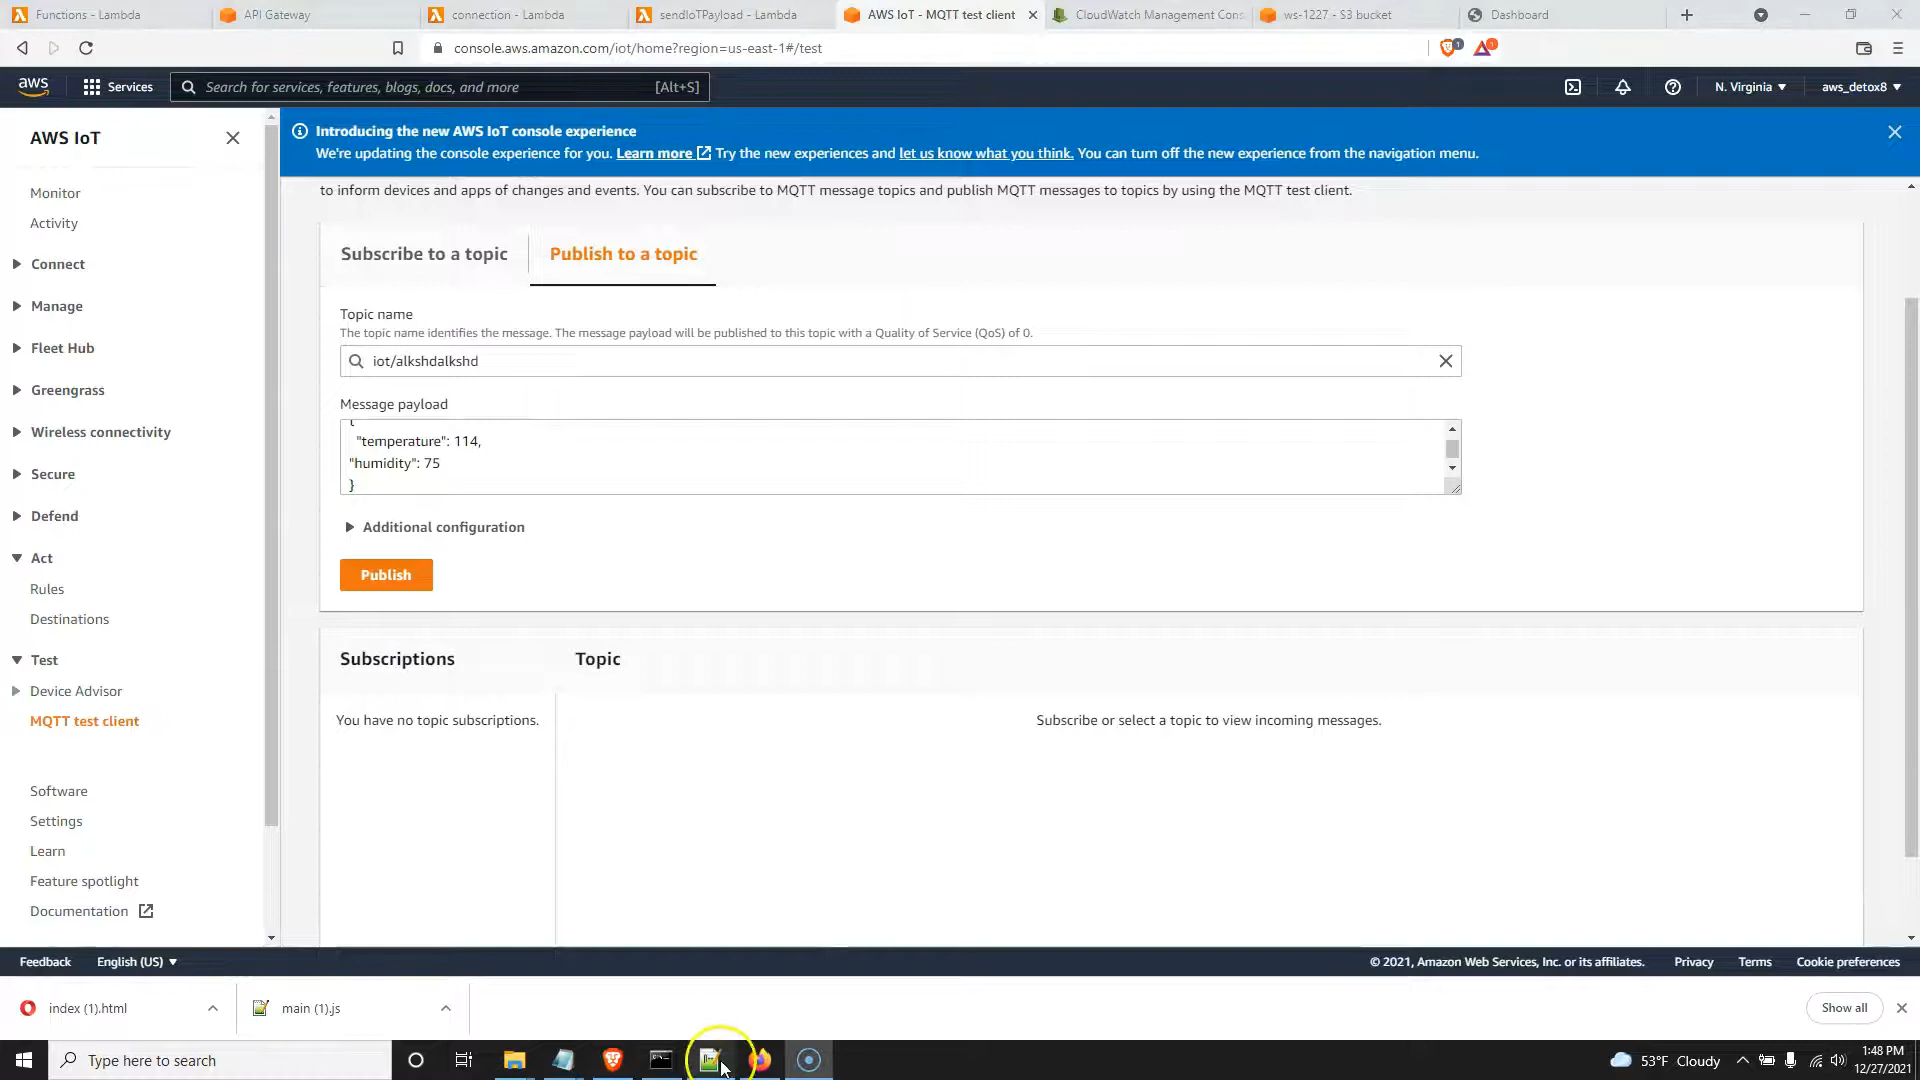 Functions - Lambda
API Gateway
connection - Lambda
sendIoTPayload - Lambda
AWS IoT - MQTT test client
CloudWatch Management Cons
ws-1227 - S3 bucket
Dashboard
console.aws.amazon.com/iot/home?region=us-east-1#/test
1
1
aws
Services
Search for services, features, blogs, docs, and more
[Alt+S]
N. Virginia
aws_detox8
AWS IoT
Monitor
Activity
Connect
Manage
Fleet Hub
Greengrass
Wireless connectivity
Secure
Defend
Act
Rules
Destinations
Test
Device Advisor
MQTT test client
Software
Settings
Learn
Feature spotlight
Documentation
Introducing the new AWS IoT console experience
We're updating the console experience for you. Learn more Try the new experiences and let us know what you think. You can turn off the new experience from the navigation menu.
to inform devices and apps of changes and events. You can subscribe to MQTT message topics and publish MQTT messages to topics by using the MQTT test client.
Subscribe to a topic
Publish to a topic
Topic name
The topic name identifies the message. The message payload will be published to this topic with a Quality of Service (QoS) of 0.
iot/alkshdalkshd
Message payload
{
"temperature": 114,
"humidity": 75
}
Additional configuration
Publish
Subscriptions
Topic
You have no topic subscriptions.
Subscribe or select a topic to view incoming messages.
Feedback
English (US)
© 2021, Amazon Web Services, Inc. or its affiliates.
Privacy
Terms
Cookie preferences
index (1).html
main (1).js
Show all
Type here to search
53°F Cloudy
1:48 PM
12/27/2021